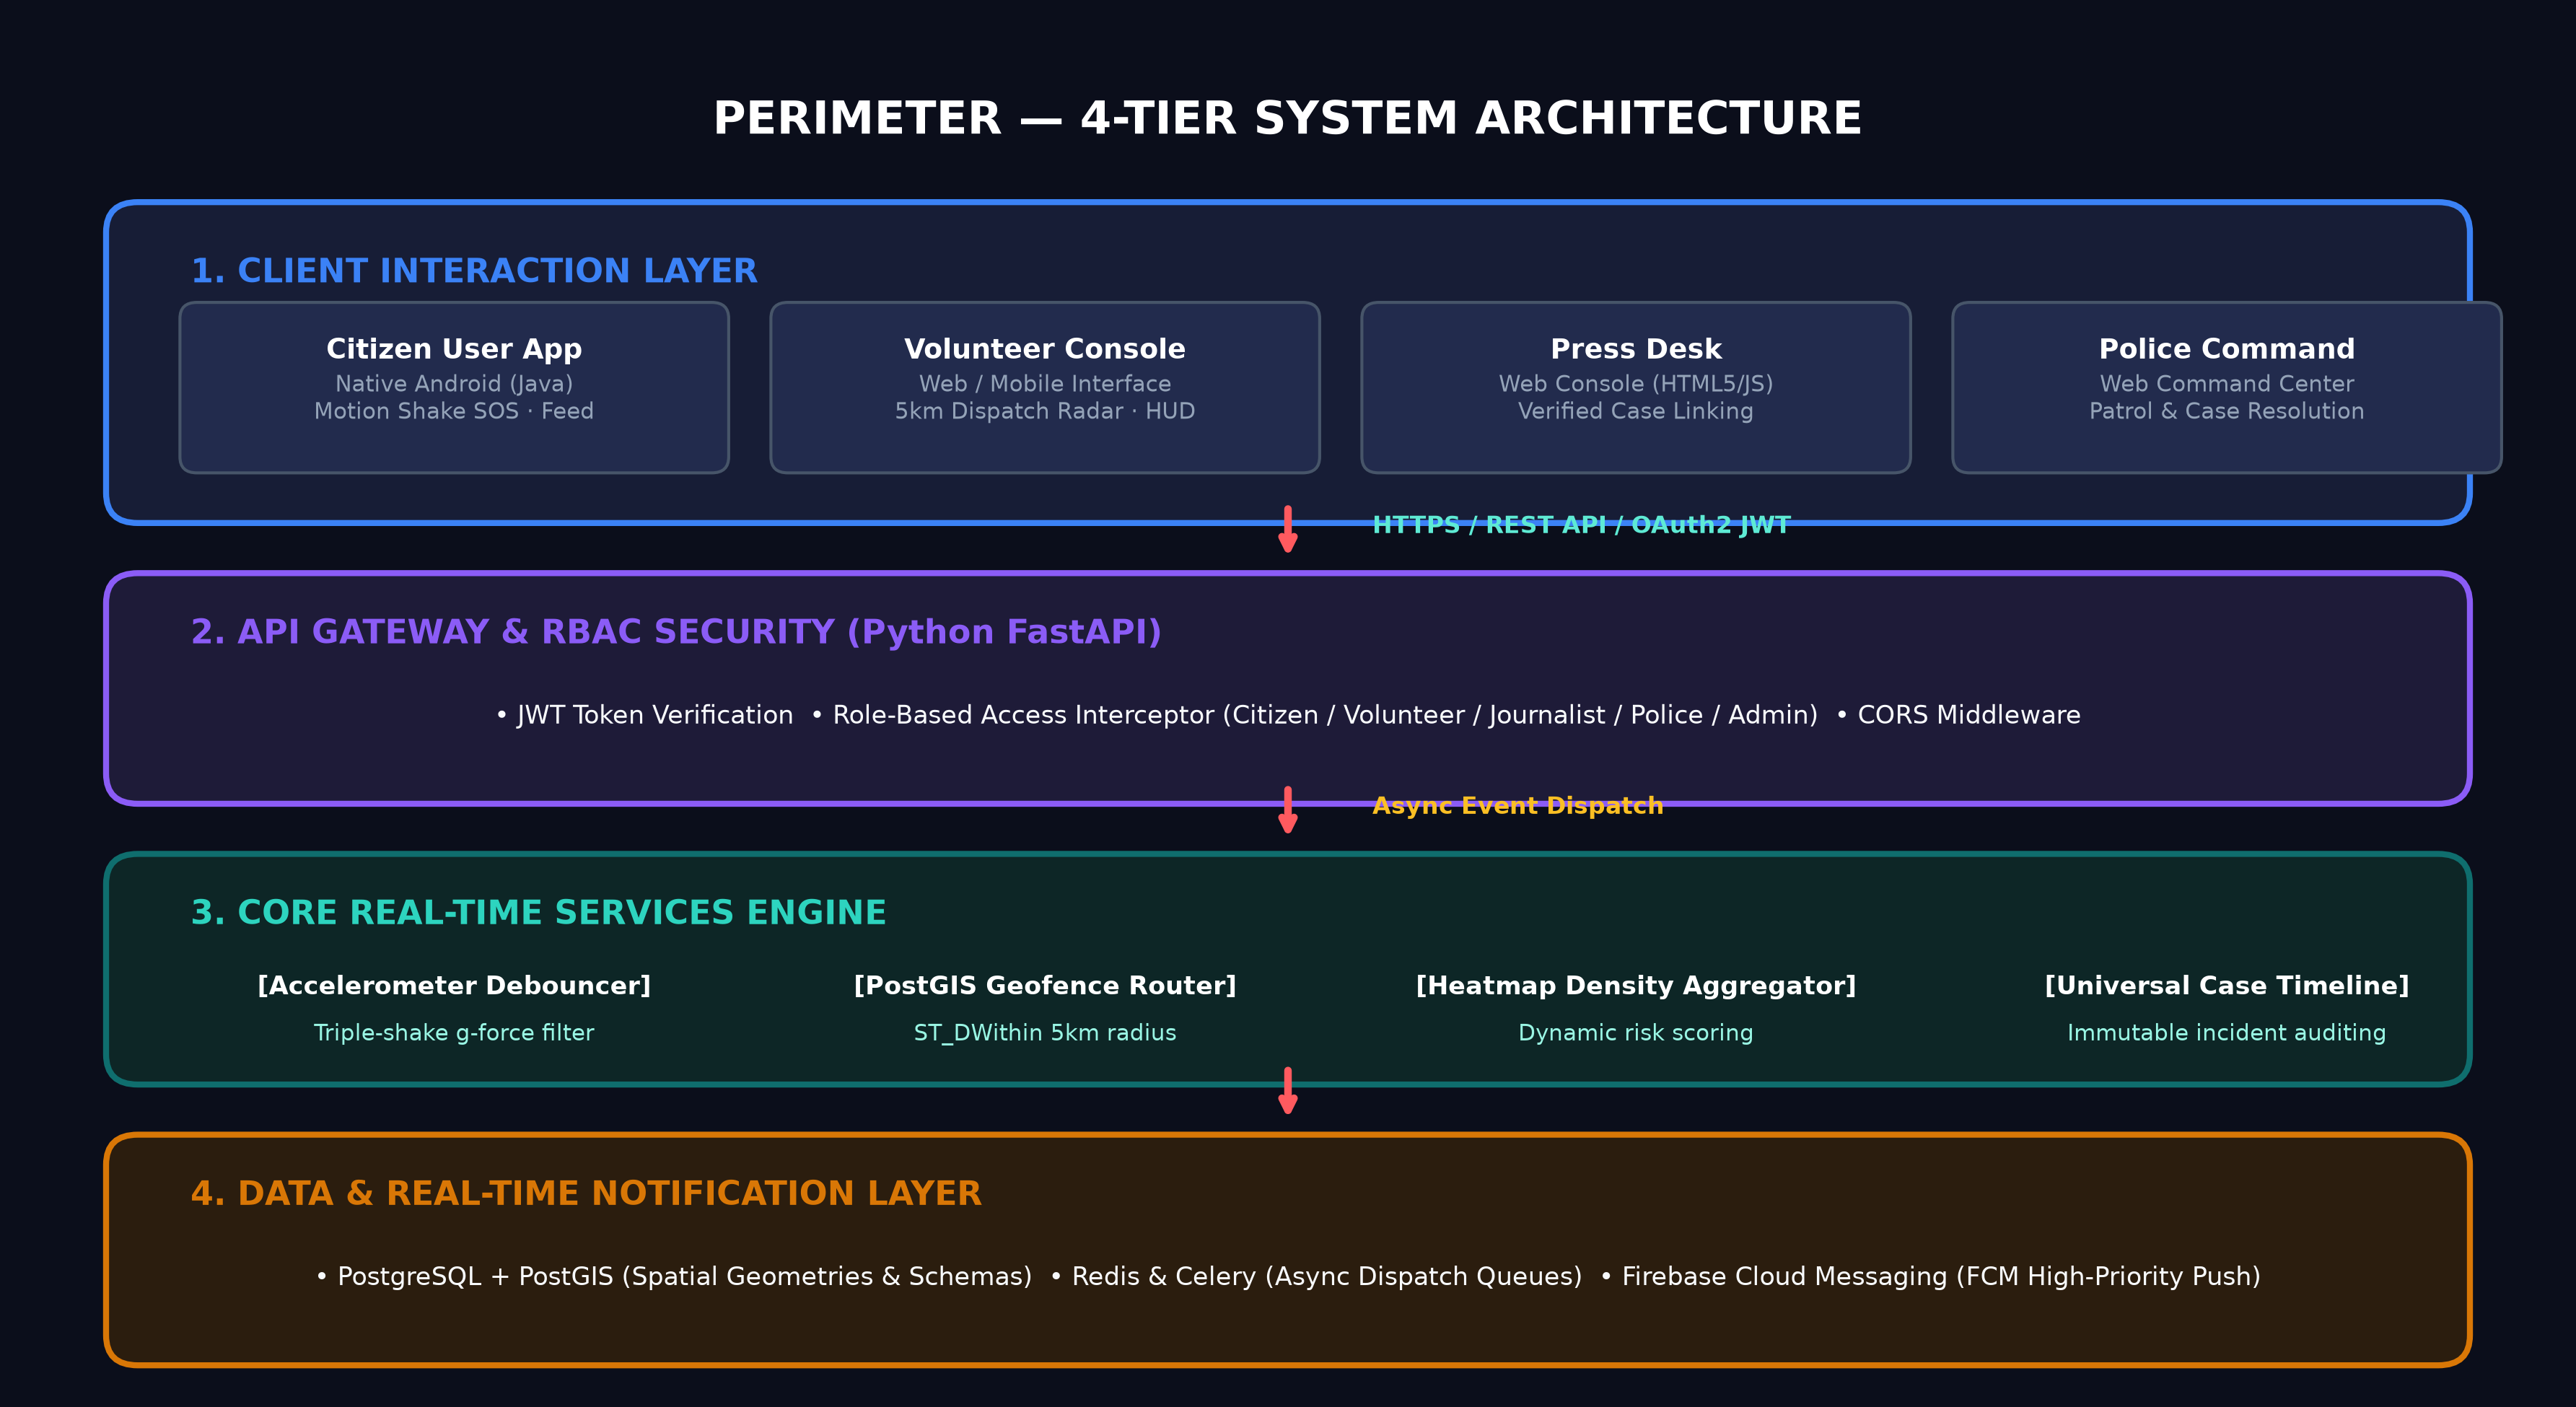 PERIMETER — 4-TIER SYSTEM ARCHITECTURE
1. CLIENT INTERACTION LAYER
Citizen User App
Native Android (Java)
Motion Shake SOS · Feed
Volunteer Console
Web / Mobile Interface
5km Dispatch Radar · HUD
Press Desk
Web Console (HTML5/JS)
Verified Case Linking
Police Command
Web Command Center
Patrol & Case Resolution
HTTPS / REST API / OAuth2 JWT
2. API GATEWAY & RBAC SECURITY (Python FastAPI)
• JWT Token Verification • Role-Based Access Interceptor (Citizen / Volunteer / Journalist / Police / Admin) • CORS Middleware
Async Event Dispatch
3. CORE REAL-TIME SERVICES ENGINE
[Accelerometer Debouncer]
Triple-shake g-force filter
[PostGIS Geofence Router]
ST_DWithin 5km radius
[Heatmap Density Aggregator]
Dynamic risk scoring
[Universal Case Timeline]
Immutable incident auditing
4. DATA & REAL-TIME NOTIFICATION LAYER
• PostgreSQL + PostGIS (Spatial Geometries & Schemas) • Redis & Celery (Async Dispatch Queues) • Firebase Cloud Messaging (FCM High-Priority Push)